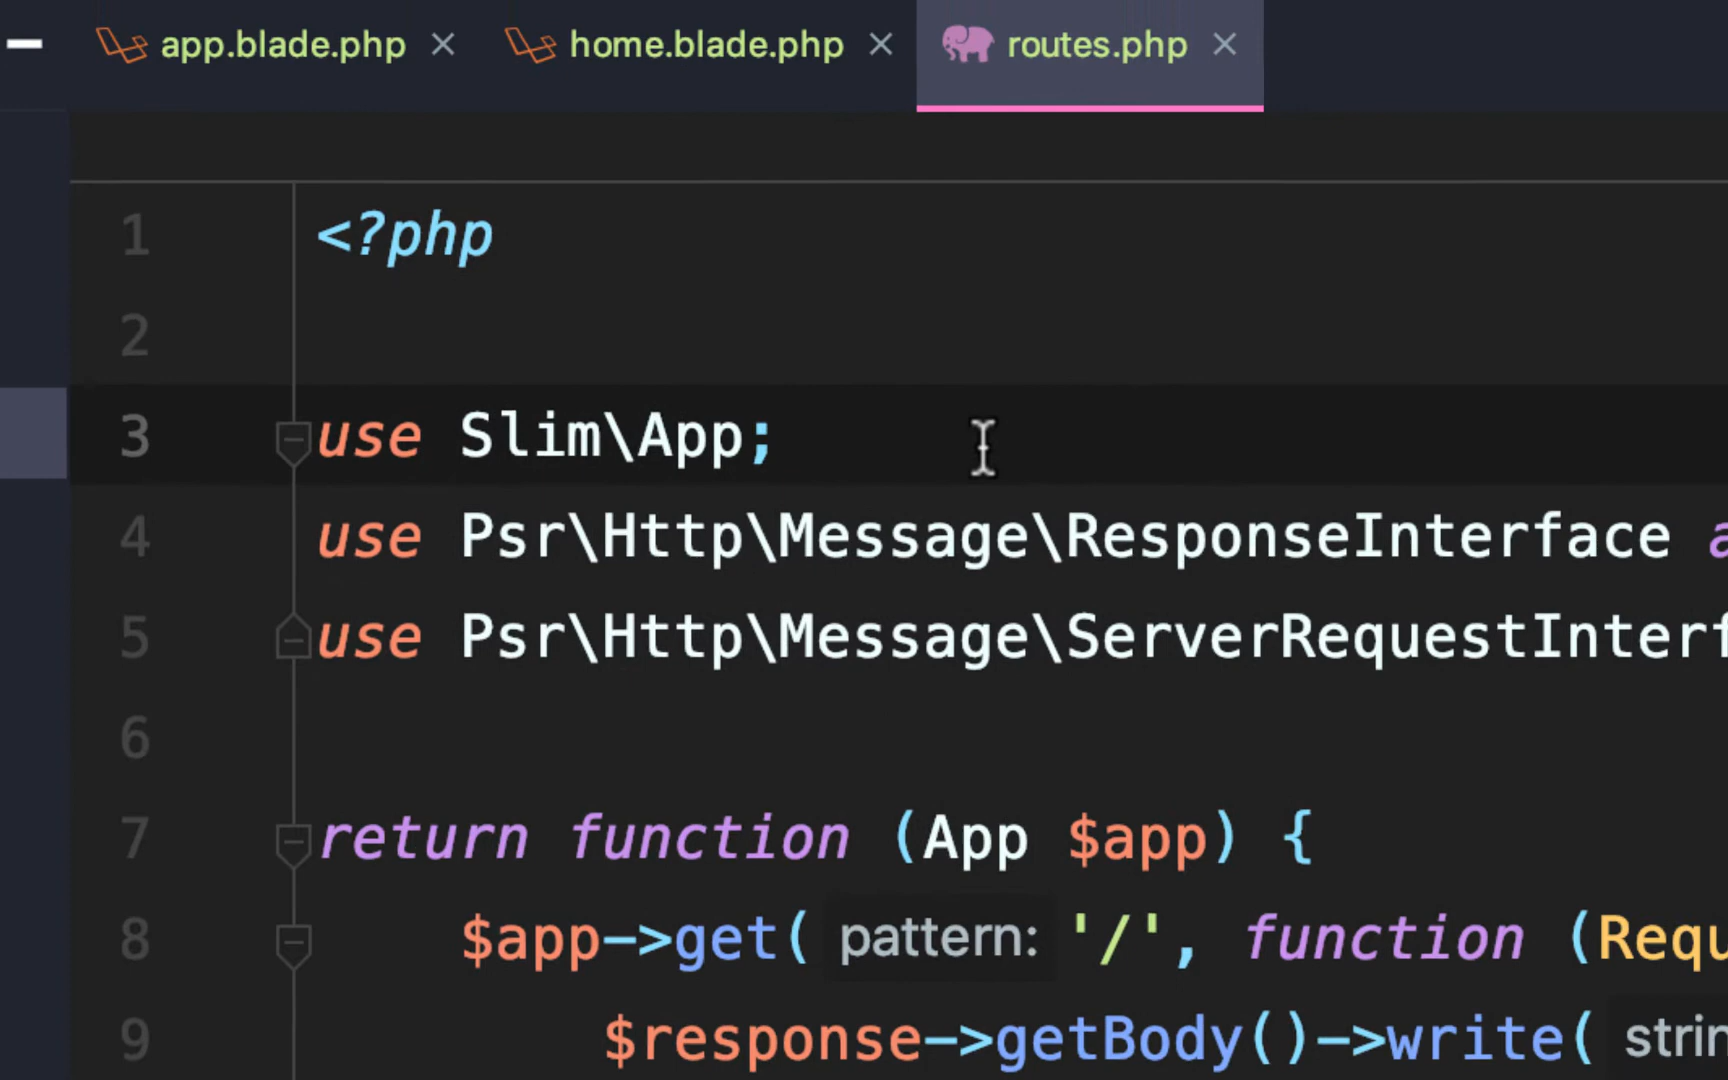 app.blade.php home.blade.php routes.php
1 <?php
2
3 use Slim\App;
4 use Psr\Http\Message\ResponseInterface
5 use Psr\Http\Message\ServerRequestInterf
6
7 return function (App $app) {
8 $app->get( pattern: '/', function (Requ
9 $response->getBody()->write( strin